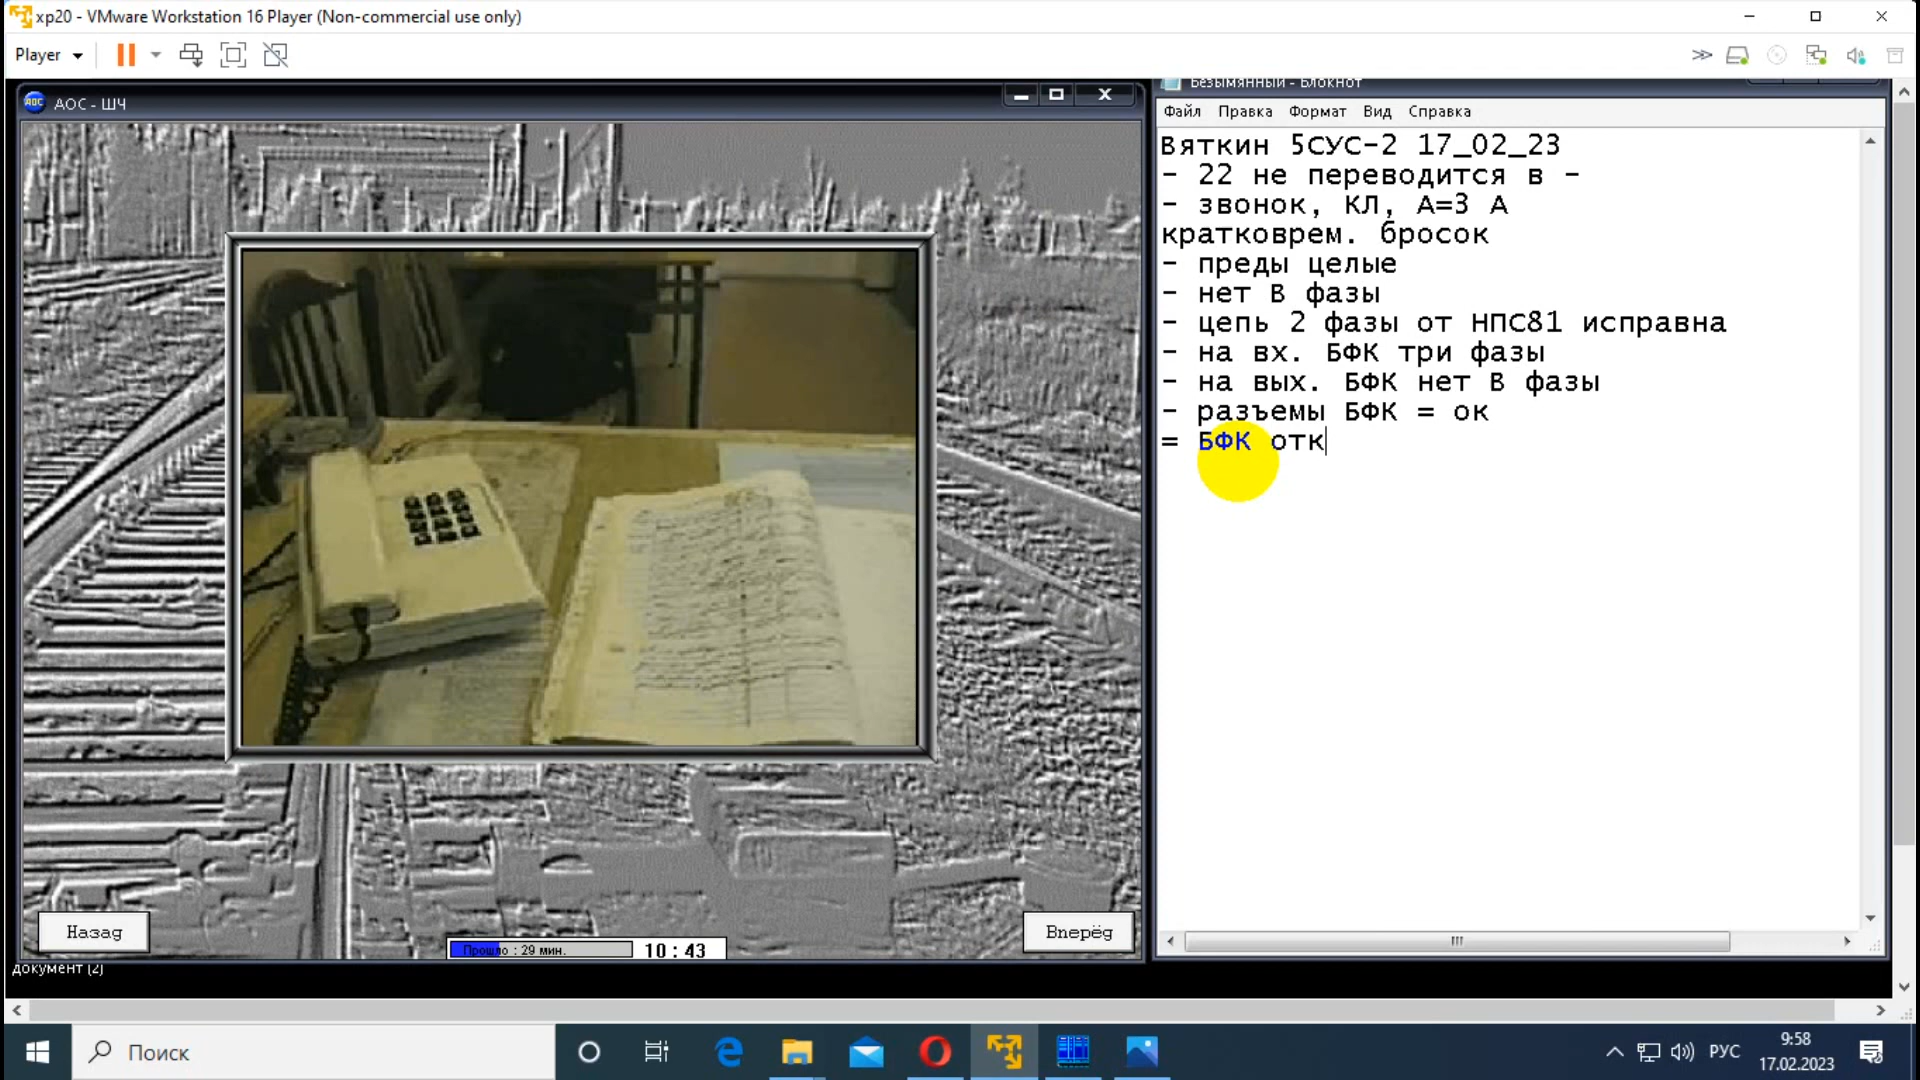 xp20 - VMware Workstation 16 Player (Non-commercial use only)
Player
АОС
АОС - ШЧ
Безымянный - Блокнот
Файл Правка Формат Вид Справка
Вяткин 5СУС-2 17_02_23
- 22 не переводится в -
- звонок, КЛ, А=3 А
кратковрем. бросок
- преды целые
- нет В фазы
- цепь 2 фазы от НПС81 исправна
- на вх. БФК три фазы
- на вых. БФК нет В фазы
- разъемы БФК = ок
= БФК отк
Назад
Прошло : 29 мин.
10 : 43
Вперёд
документ (2)
Поиск
РУС
9:58
17.02.2023